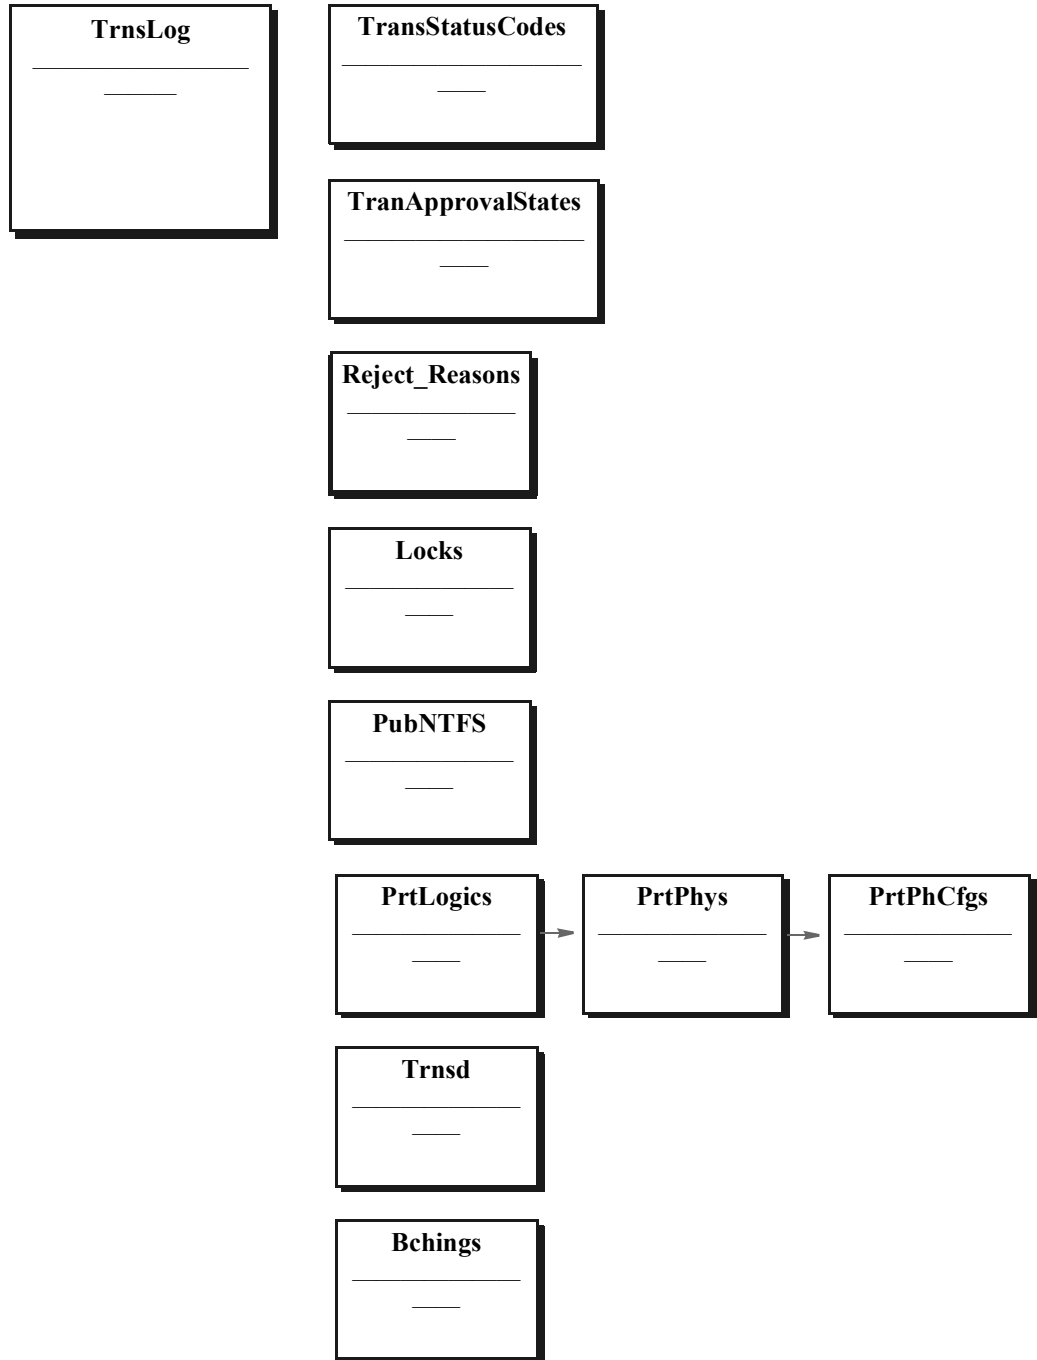 TrnsLog
TransStatusCodes
TranApprovalStates
Reject_Reasons
Locks
PubNTFS
PrtLogics
PrtPhys
PrtPhCfgs
Trnsd
Bchings